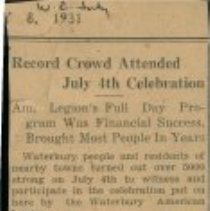 W. E. July
8, 1931
Record Crowd Attended
July 4th Celebration
Am. Legion's Full Day Pro-
gram Was Financial Success,
Brought Most People In Years
Waterbury people and residents of
nearby towns turned out over 5000
strong on July 4th to witness and
participate in the celebration put on
here by the Waterbury American